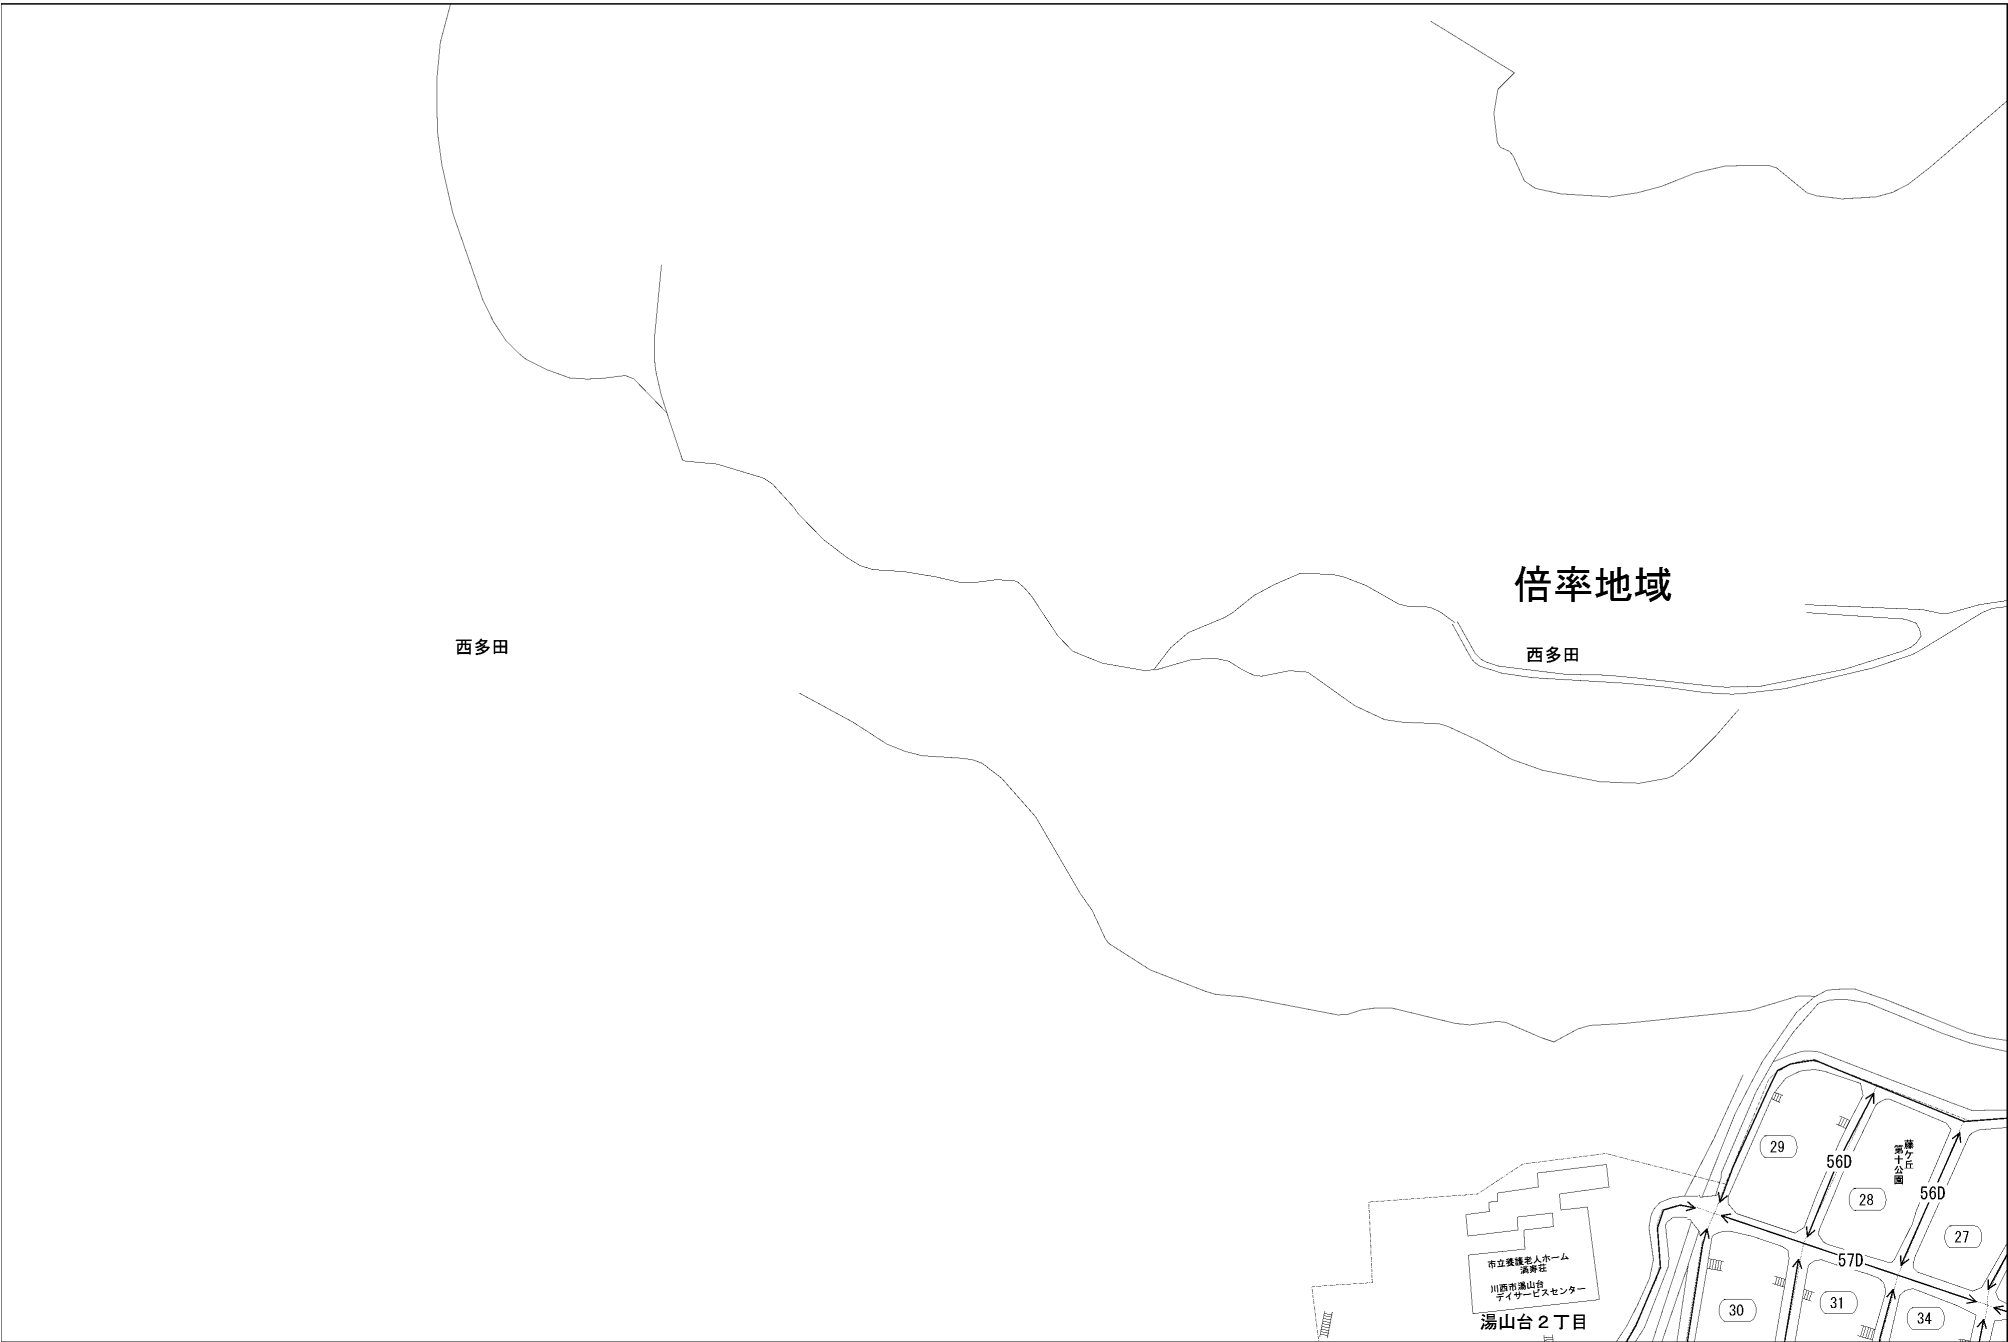 倍率地域
西多田
西多田
29
56D
藤ケ丘
第十公園
28
56D
27
57D
市立養護老人ホーム
満寿荘
川西市湯山台
デイサービスセンター
湯山台2丁目
30
31
34